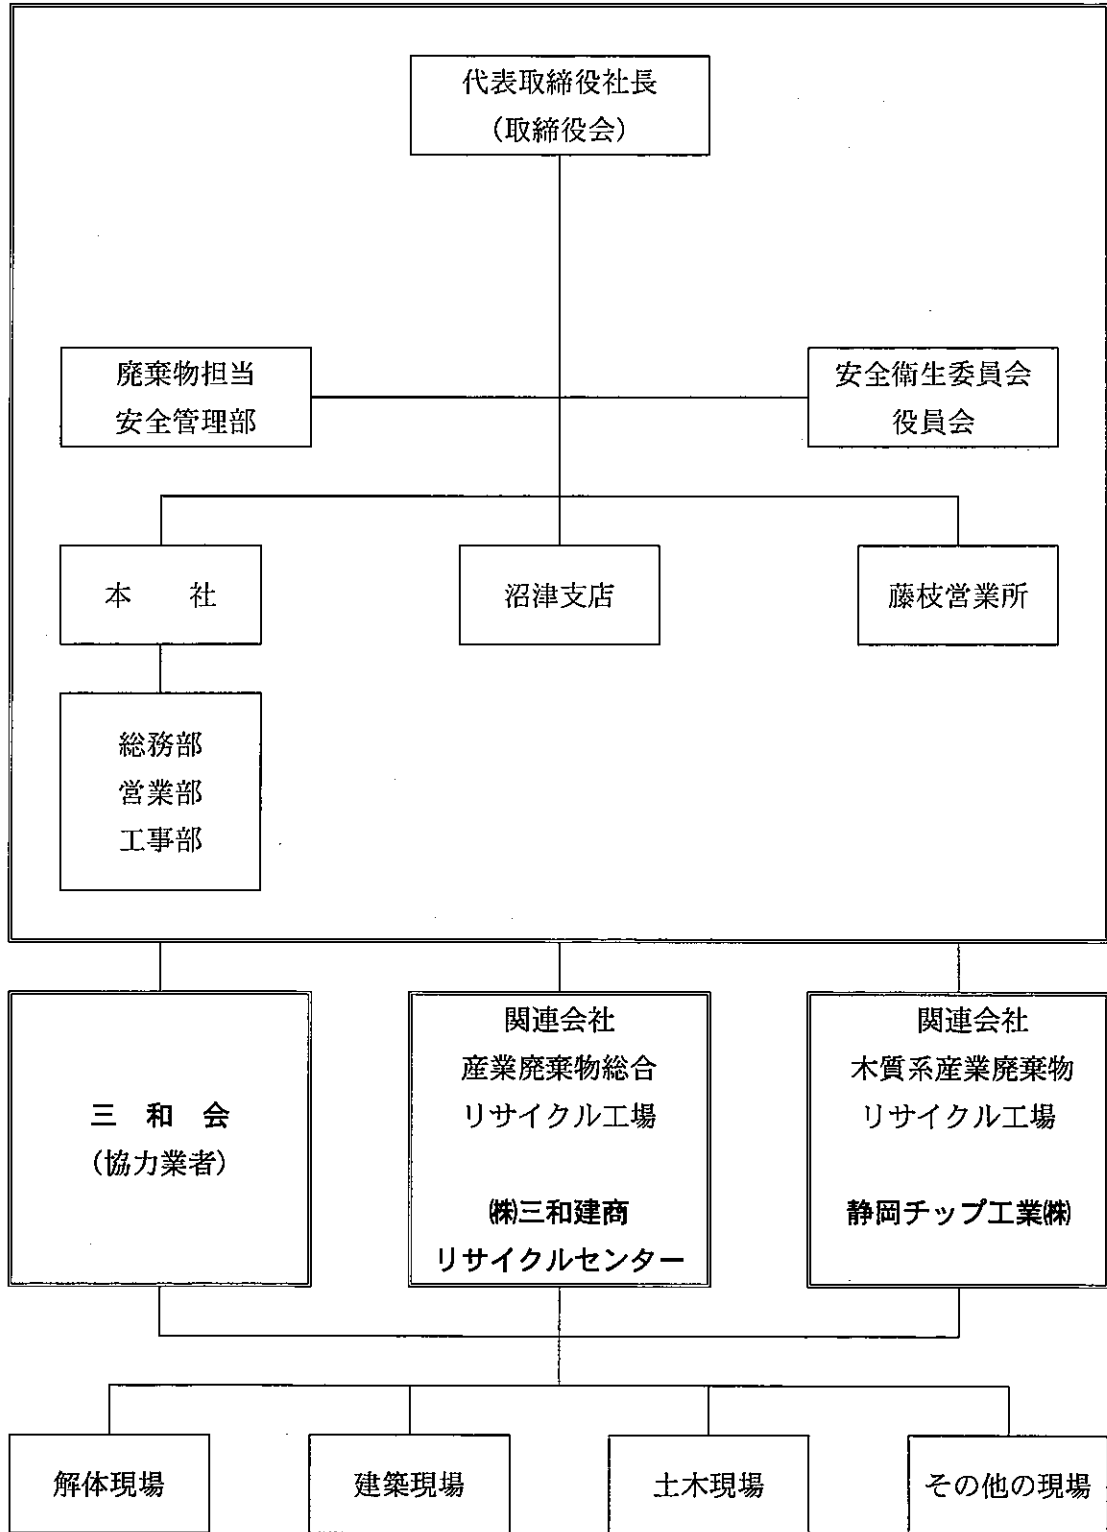 代表取締役社長
（取締役会）
廃棄物担当
安全管理部
安全衛生委員会
役員会
本　　社
沼津支店
藤枝営業所
総務部
営業部
工事部
三　和　会
（協力業者）
関連会社
産業廃棄物総合
リサイクル工場
㈱三和建商
リサイクルセンター
関連会社
木質系産業廃棄物
リサイクル工場
静岡チップ工業㈱
解体現場
建築現場
土木現場
その他の現場